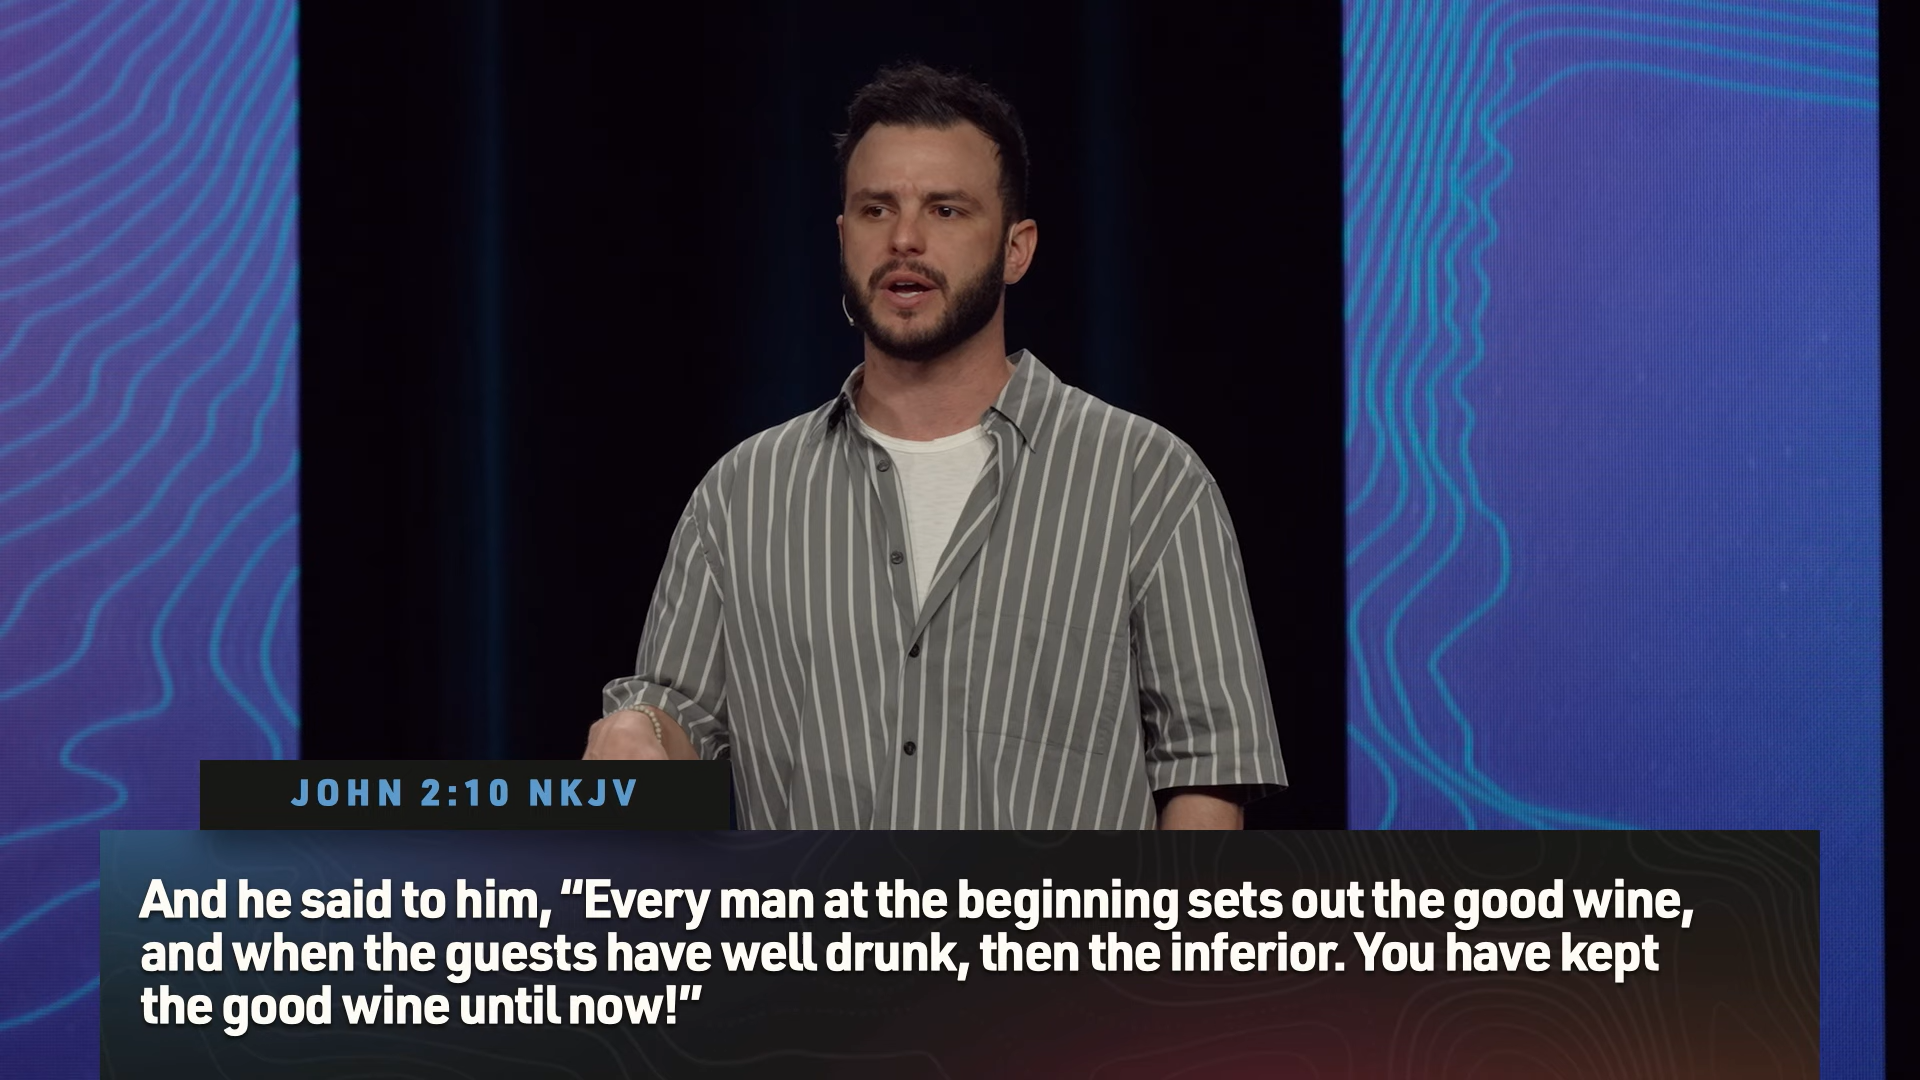 JOHN 2:10 NKJV
And he said to him, “Every man at the beginning sets out the good wine,
and when the guests have well drunk, then the inferior. You have kept
the good wine until now!”